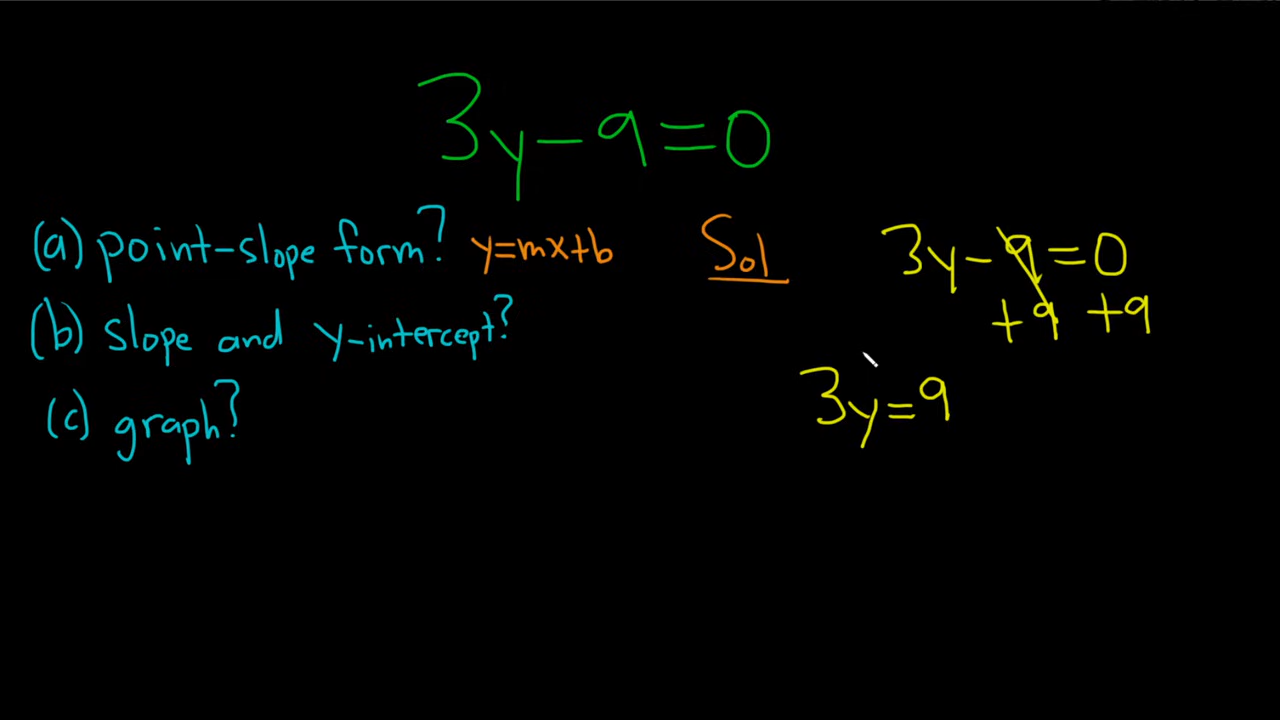 3y-9=0
(a) point-slope form? y=mx+b
(b) slope and y-intercept?
(c) graph?
Sol
3y-9=0
+9 +9
3y=9